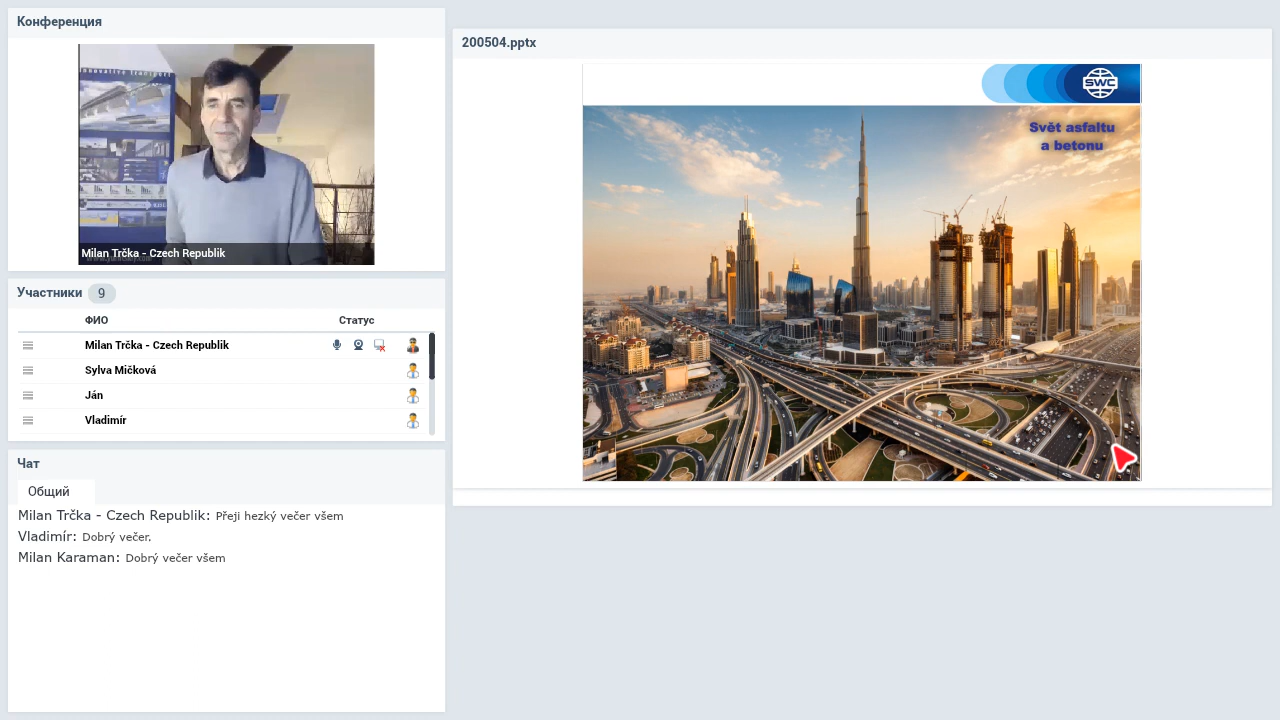 Конференция
innovative transport
Milan Trčka - Czech Republik
Участники 9
ФИО Статус
Milan Trčka - Czech Republik
Sylva Mičková
Ján
Vladimír
Чат
Общий
Milan Trčka - Czech Republik: Přeji hezký večer všem
Vladimír: Dobrý večer.
Milan Karaman: Dobrý večer všem
200504.pptx
SWC
Svět asfaltu
a betonu